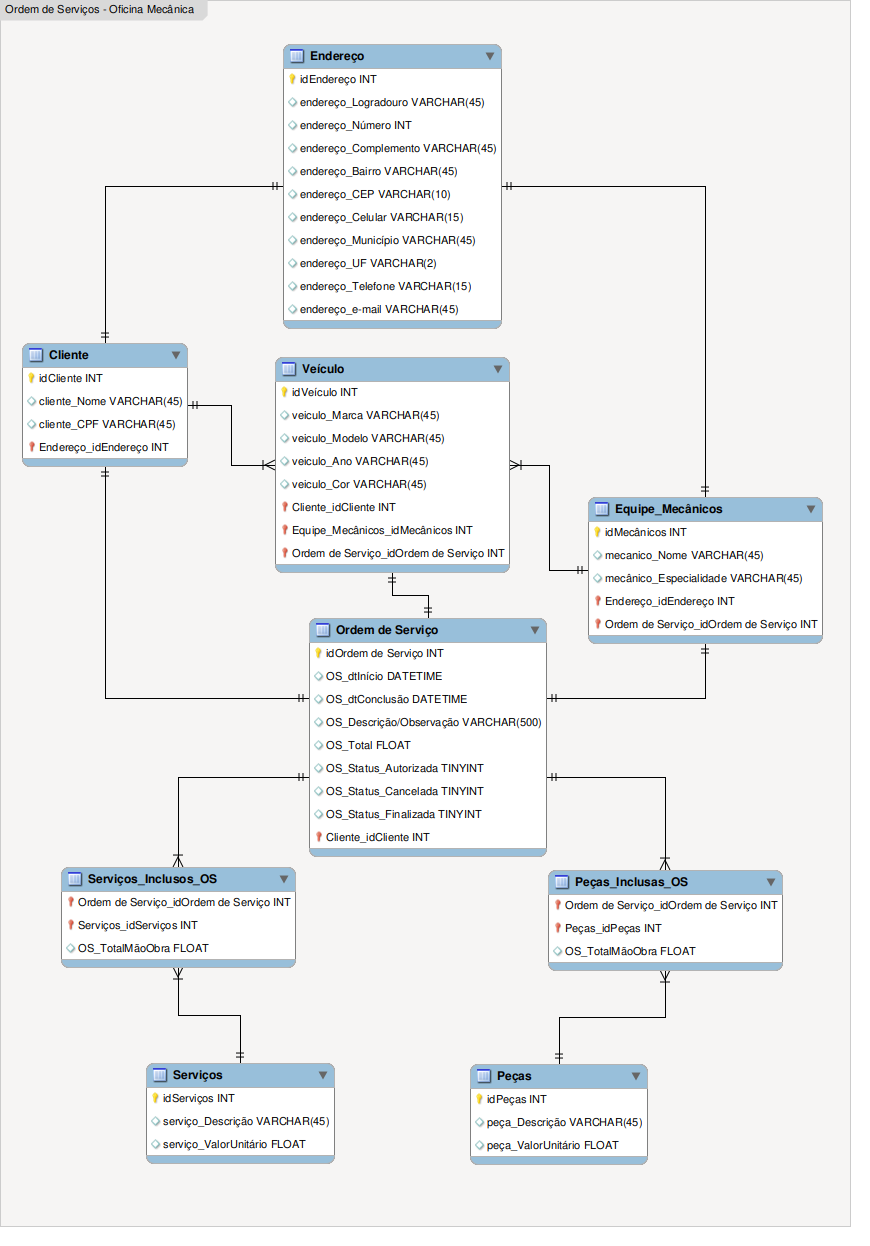 Ordem de Serviços - Oficina Mecânica
Endereço
idEndereço INT
endereço_Logradouro VARCHAR(45)
endereço_Número INT
endereço_Complemento VARCHAR(45)
endereço_Bairro VARCHAR(45)
endereço_CEP VARCHAR(10)
endereço_Celular VARCHAR(15)
endereço_Município VARCHAR(45)
endereço_UF VARCHAR(2)
endereço_Telefone VARCHAR(15)
endereço_e-mail VARCHAR(45)
Cliente
idCliente INT
cliente_Nome VARCHAR(45)
cliente_CPF VARCHAR(45)
Endereço_idEndereço INT
Veículo
idVeículo INT
veiculo_Marca VARCHAR(45)
veiculo_Modelo VARCHAR(45)
veiculo_Ano VARCHAR(45)
veiculo_Cor VARCHAR(45)
Cliente_idCliente INT
Equipe_Mecânicos_idMecânicos INT
Ordem de Serviço_idOrdem de Serviço INT
Equipe_Mecânicos
idMecânicos INT
mecanico_Nome VARCHAR(45)
mecânico_Especialidade VARCHAR(45)
Endereço_idEndereço INT
Ordem de Serviço_idOrdem de Serviço INT
Ordem de Serviço
idOrdem de Serviço INT
OS_dtInício DATETIME
OS_dtConclusão DATETIME
OS_Descrição/Observação VARCHAR(500)
OS_Total FLOAT
OS_Status_Autorizada TINYINT
OS_Status_Cancelada TINYINT
OS_Status_Finalizada TINYINT
Cliente_idCliente INT
Serviços_Inclusos_OS
Ordem de Serviço_idOrdem de Serviço INT
Serviços_idServiços INT
OS_TotalMãoObra FLOAT
Peças_Inclusas_OS
Ordem de Serviço_idOrdem de Serviço INT
Peças_idPeças INT
OS_TotalMãoObra FLOAT
Serviços
idServiços INT
serviço_Descrição VARCHAR(45)
serviço_ValorUnitário FLOAT
Peças
idPeças INT
peça_Descrição VARCHAR(45)
peça_ValorUnitário FLOAT